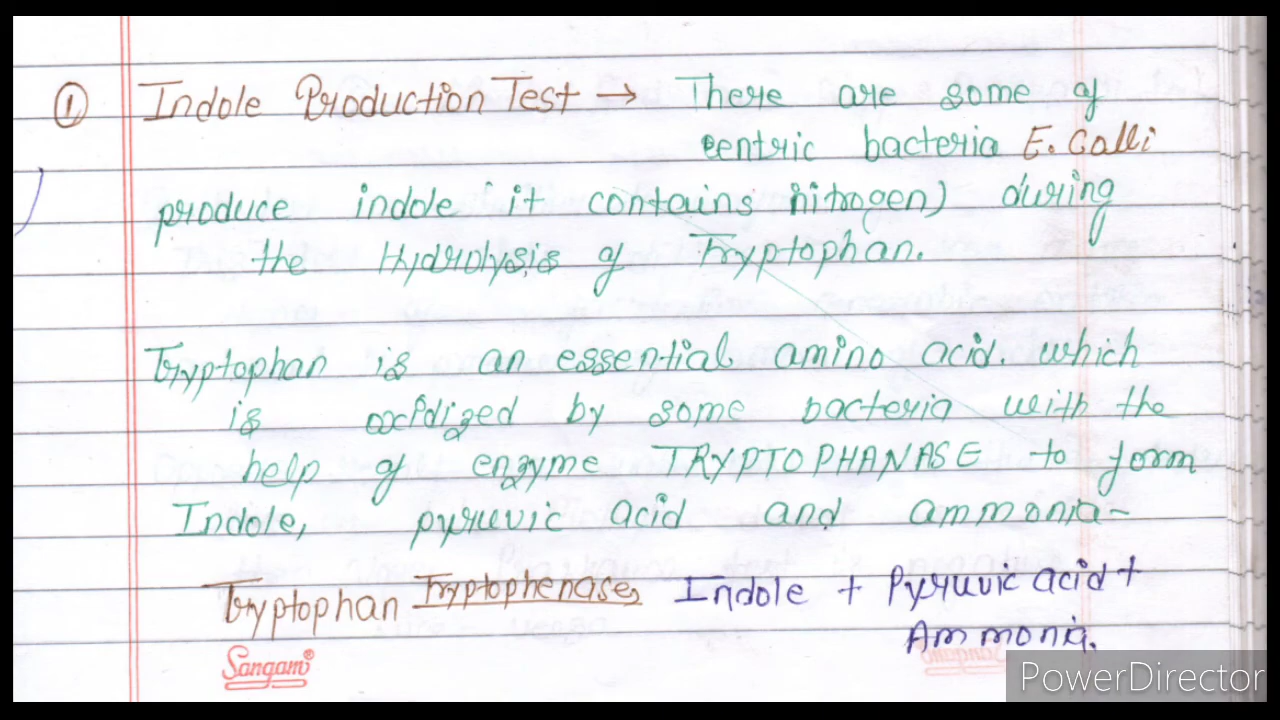 ① Indole Production Test → There are some of
entric bacteria E. Colli
produce indole it contains nitrogen) during
the Hydrolysis of Tryptophan.
Tryptophan is an essential amino acid. which
is oxidized by some bacteria with the
help of enzyme TRYPTOPHANASE to form
Indole, pyruvic acid and ammonia-
Tryptophan Tryptophenase, Indole + Pyruvic acid +
Ammonia.
Sangam®
PowerDirector